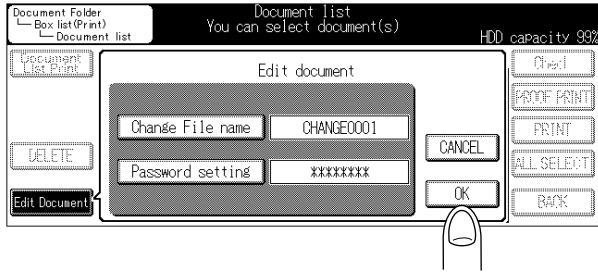 Document Folder
Box list(Print)
Document list
Document list
You can select document(s)
HDD capacity 99%
Document
List Print
DELETE
Edit Document
Edit document
Change File name
CHANGE0001
Password setting
********
CANCEL
OK
Check
PROOF PRINT
PRINT
ALL SELECT
BACK